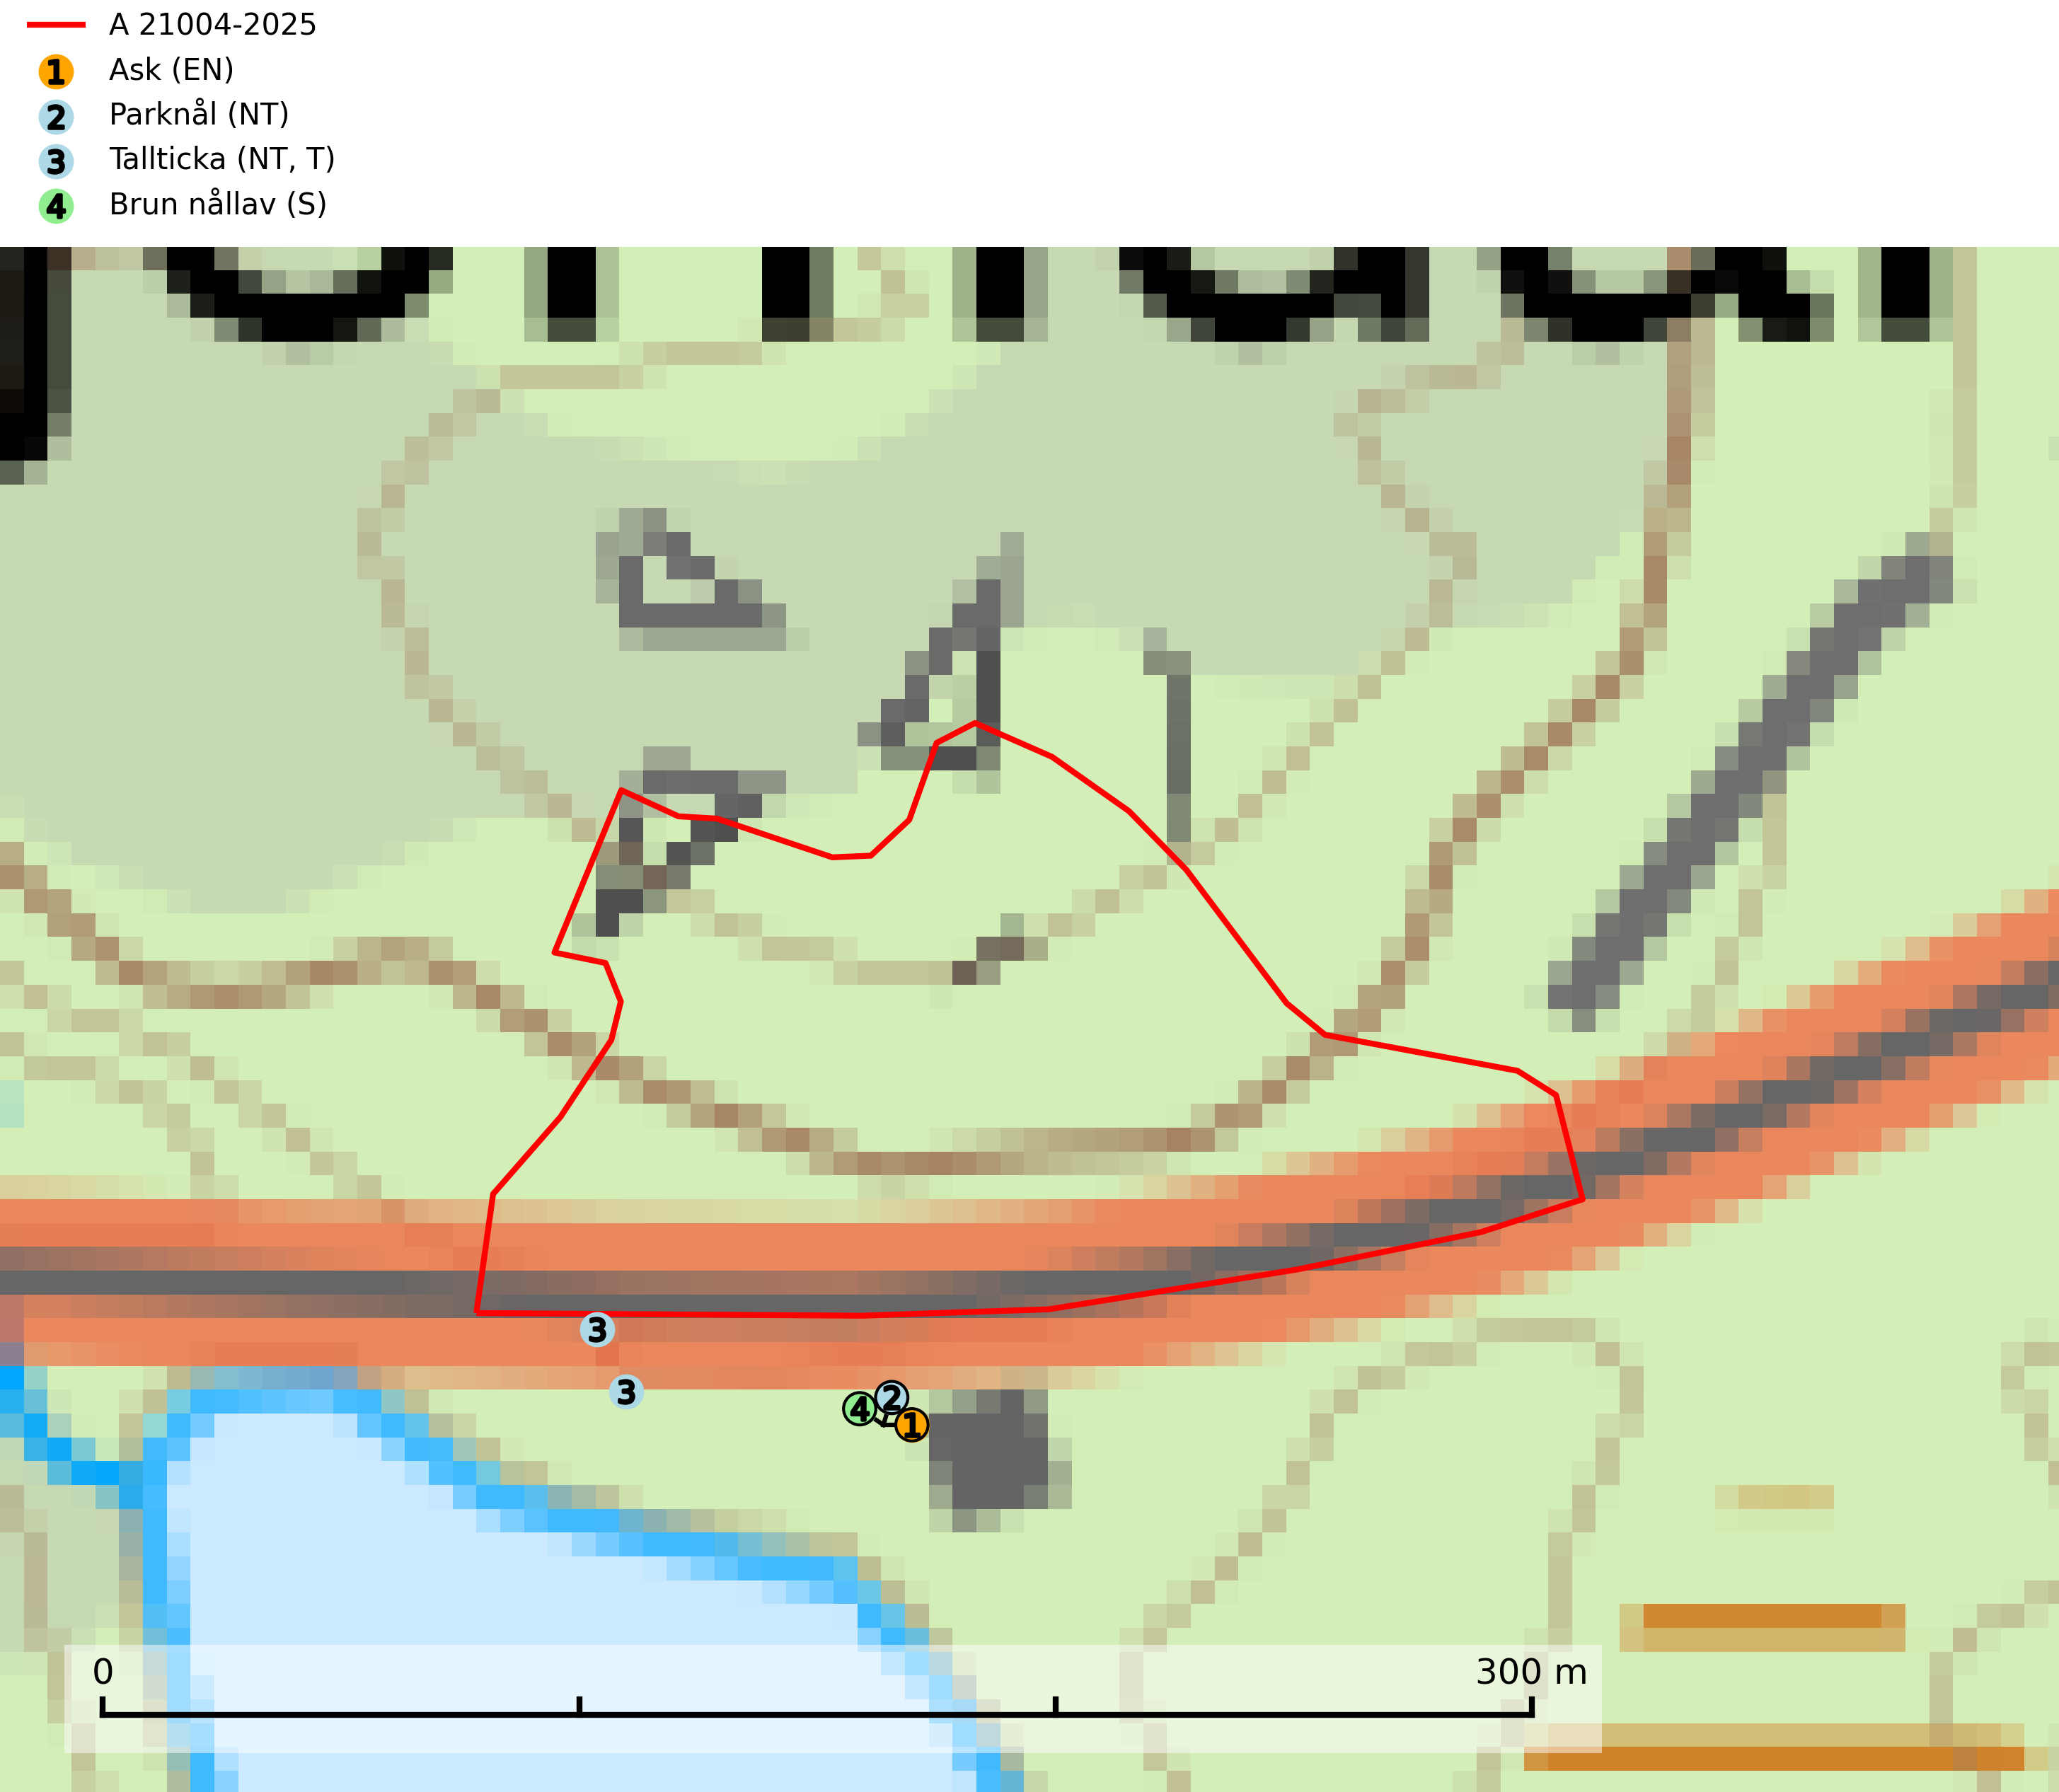 A 21004-2025
1 Ask (EN)
2 Parknål (NT)
3 Tallticka (NT, T)
4 Brun nållav (S)
3
3
4 2
1
0 300 m